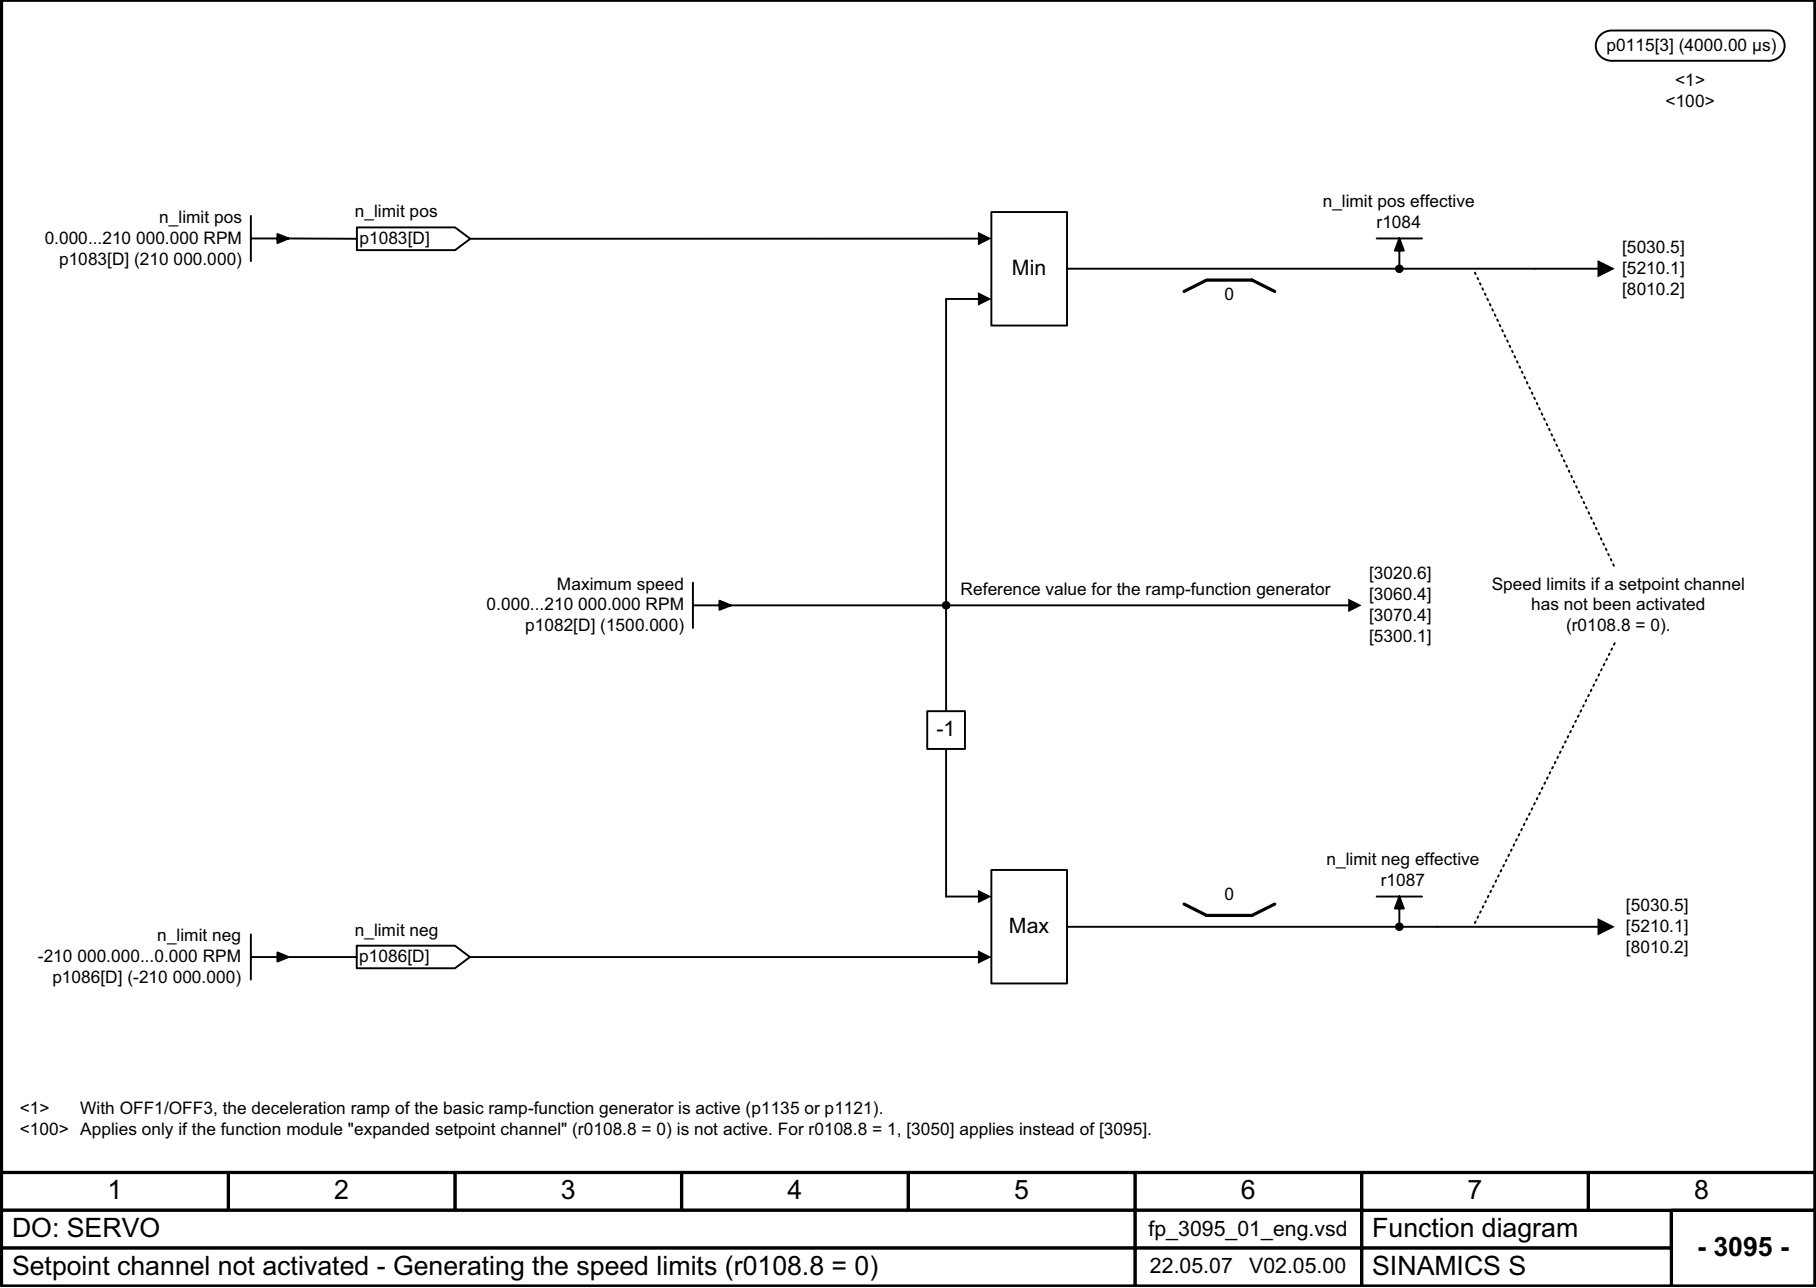 p0115[3] (4000.00 µs)
<1>
<100>
n_limit pos
0.000...210 000.000 RPM
p1083[D] (210 000.000)
n_limit pos
p1083[D]
Min
0
n_limit pos effective
r1084
[5030.5]
[5210.1]
[8010.2]
Maximum speed
0.000...210 000.000 RPM
p1082[D] (1500.000)
Reference value for the ramp-function generator
[3020.6]
[3060.4]
[3070.4]
[5300.1]
Speed limits if a setpoint channel
has not been activated
(r0108.8 = 0).
-1
n_limit neg
-210 000.000...0.000 RPM
p1086[D] (-210 000.000)
n_limit neg
p1086[D]
Max
0
n_limit neg effective
r1087
[5030.5]
[5210.1]
[8010.2]
<1> With OFF1/OFF3, the deceleration ramp of the basic ramp-function generator is active (p1135 or p1121).
<100> Applies only if the function module "expanded setpoint channel" (r0108.8 = 0) is not active. For r0108.8 = 1, [3050] applies instead of [3095].
1 2 3 4 5 6 7 8
DO: SERVO
fp_3095_01_eng.vsd
Function diagram
- 3095 -
Setpoint channel not activated - Generating the speed limits (r0108.8 = 0)
22.05.07 V02.05.00
SINAMICS S